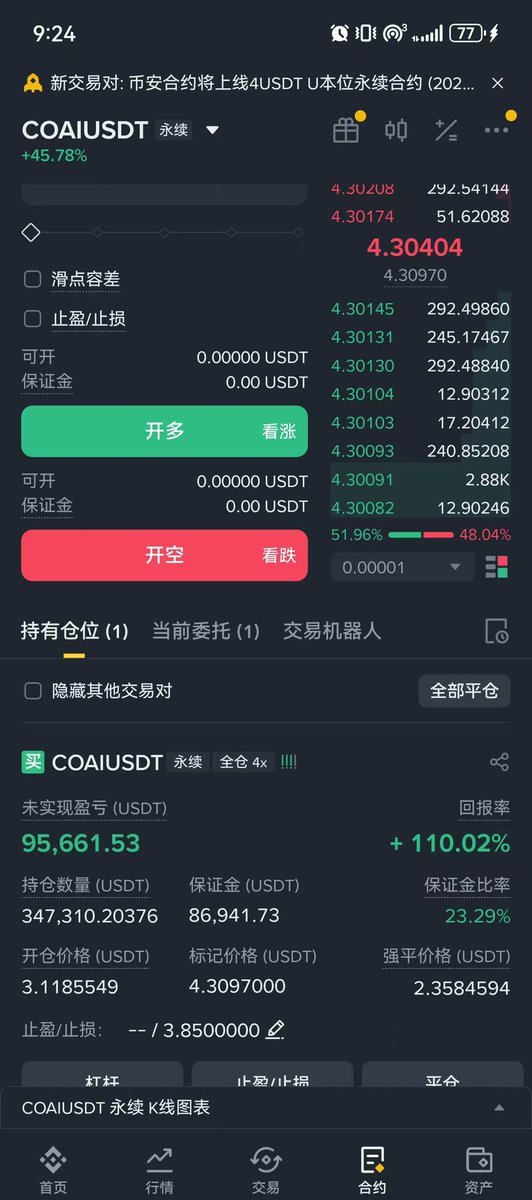 9:24
3
77
新交易对: 币安合约将上线4USDT U本位永续合约 (202...
COAIUSDT 永续
+45.78%
4.30208 292.54144
4.30174 51.62088
4.30404
4.30970
滑点容差
止盈/止损
可开 0.00000 USDT
保证金 0.00 USDT
开多 看涨
可开 0.00000 USDT
保证金 0.00 USDT
开空 看跌
4.30145 292.49860
4.30131 245.17467
4.30130 292.48840
4.30104 12.90312
4.30103 17.20412
4.30093 240.85208
4.30091 2.88K
4.30082 12.90246
51.96% 48.04%
0.00001
持有仓位 (1) 当前委托 (1) 交易机器人
隐藏其他交易对 全部平仓
买 COAIUSDT 永续 全仓 4x !!!!
未实现盈亏 (USDT) 回报率
95,661.53 + 110.02%
持仓数量 (USDT) 保证金 (USDT) 保证金比率
347,310.20376 86,941.73 23.29%
开仓价格 (USDT) 标记价格 (USDT) 强平价格 (USDT)
3.1185549 4.3097000 2.3584594
止盈/止损: -- / 3.8500000
杠杆 止盈/止损 平仓
COAIUSDT 永续 K线图表
首页 行情 交易 合约 资产